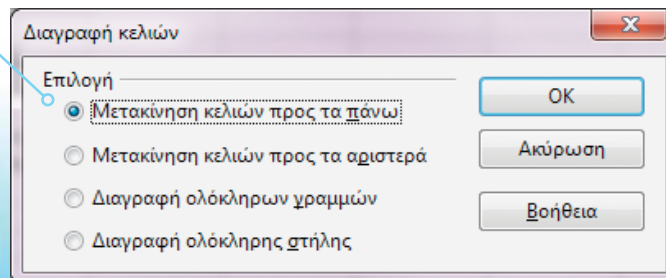 Διαγραφή κελιών
Επιλογή
Μετακίνηση κελιών προς τα πάνω
Μετακίνηση κελιών προς τα αριστερά
Διαγραφή ολόκληρων γραμμών
Διαγραφή ολόκληρης στήλης
OK
Ακύρωση
Βοήθεια